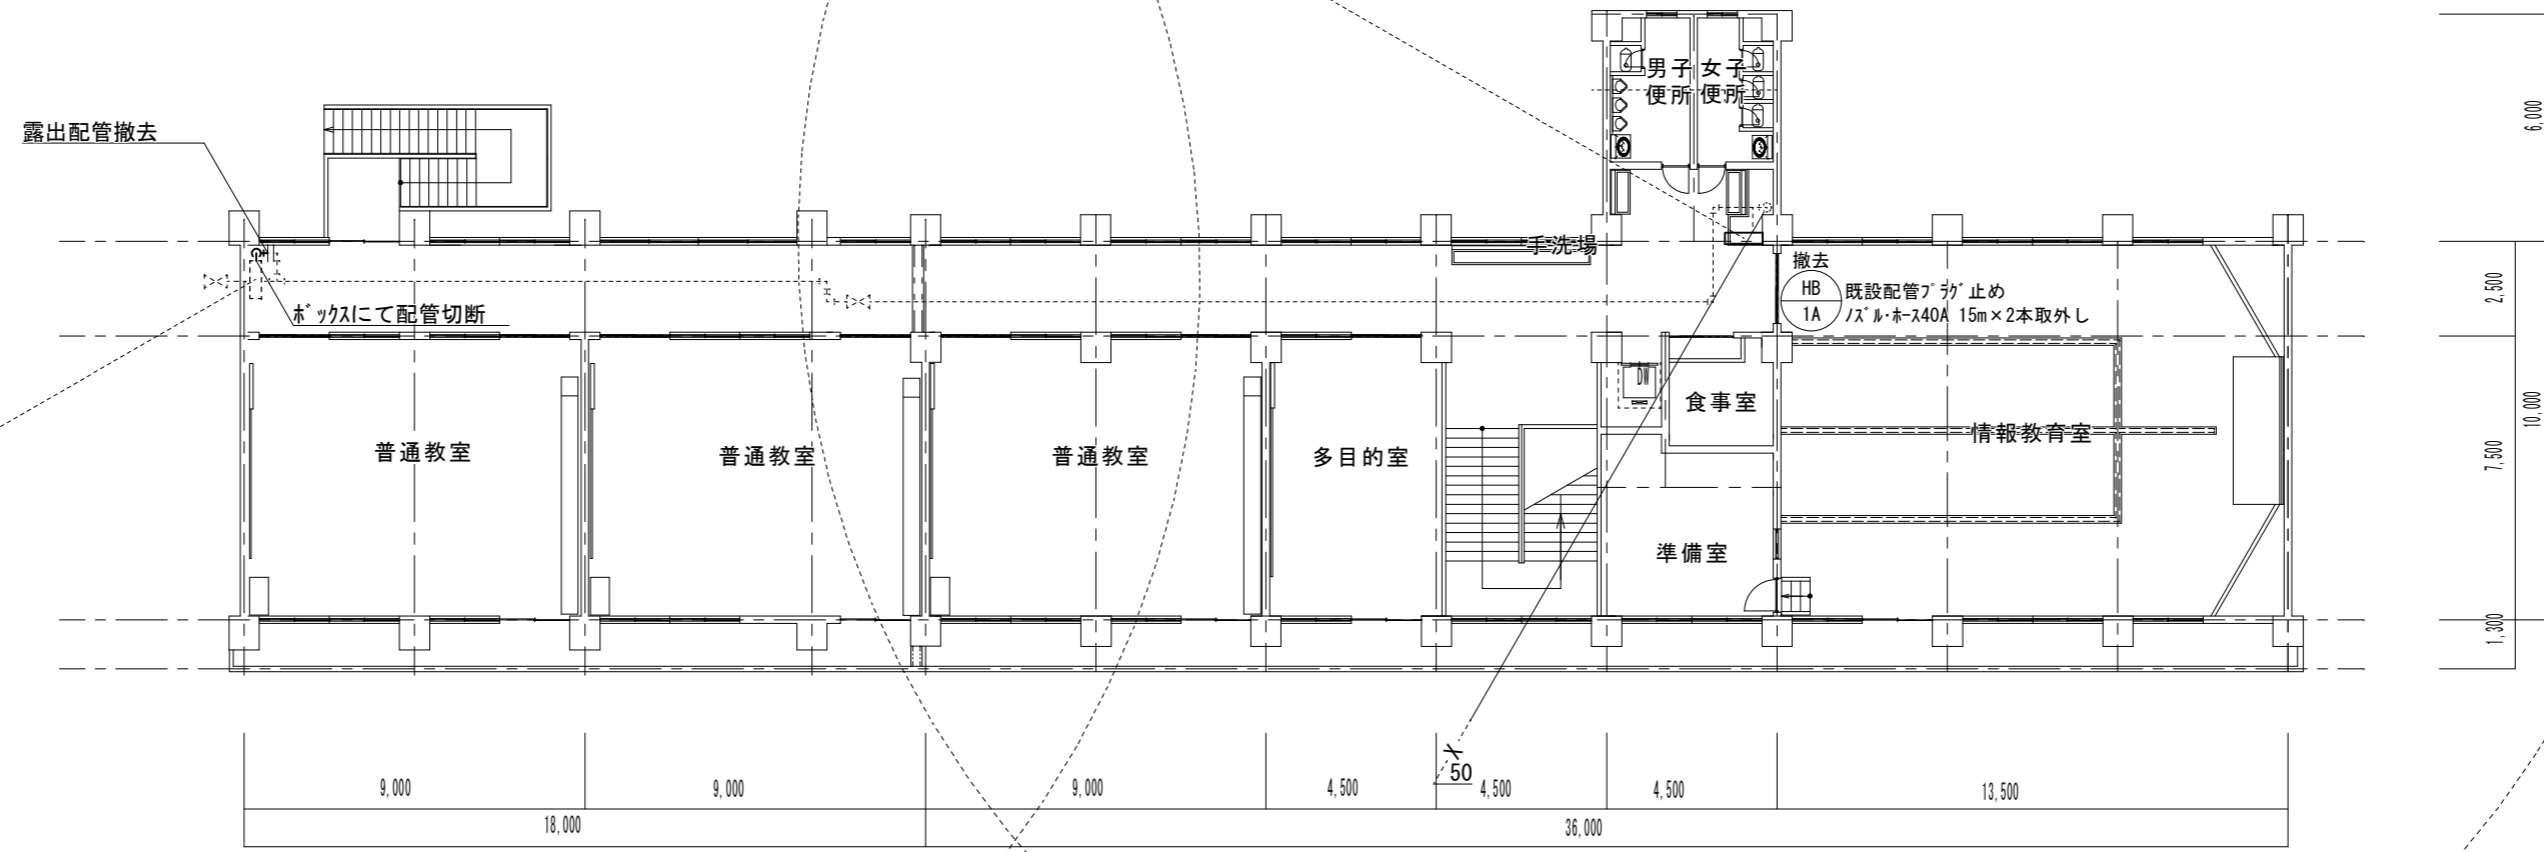 男子 女子
便所 便所
6,000
露出配管撤去
手洗場
撤去
HB
1A
既設配管ﾌﾟﾗｸﾞ止め
ﾉｽﾞﾙ・ﾎｰｽ40A 15m×2本取外し
2,500
ﾎﾞｯｸｽにて配管切断
DW
食事室
10,000
普通教室
普通教室
普通教室
多目的室
情報教育室
7,500
準備室
1,300
50
9,000
9,000
9,000
4,500
4,500
4,500
13,500
18,000
36,000